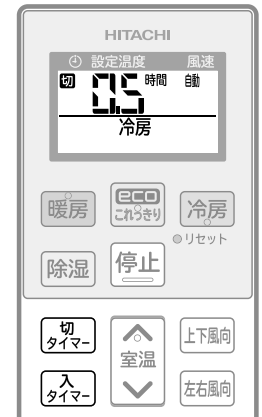 HITACHI
設定温度 風速
切 0.5 時間 自動
冷房
暖房 eco これっきり 冷房
リセット
除湿 停止
切タイマー 室温 上下風向
入タイマー 左右風向